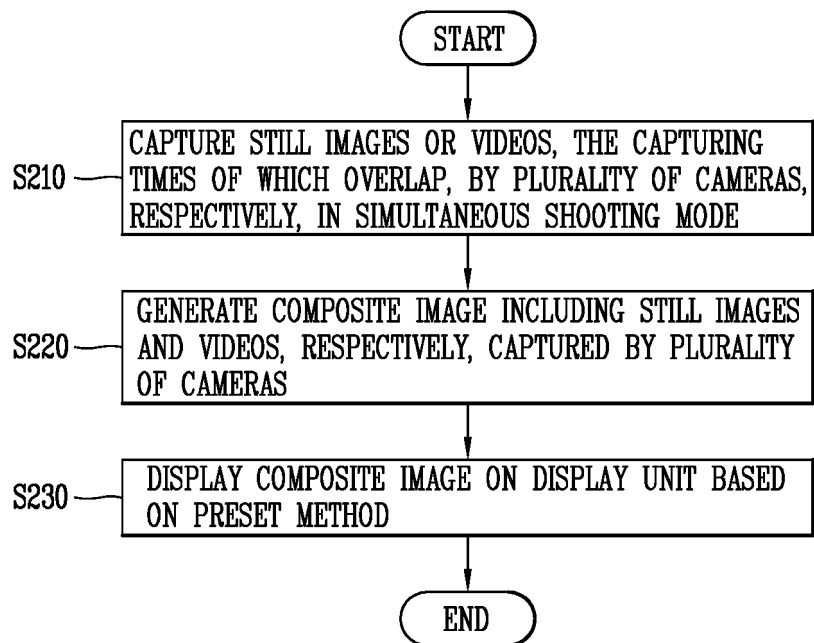 START
S210
CAPTURE STILL IMAGES OR VIDEOS, THE CAPTURING
TIMES OF WHICH OVERLAP, BY PLURALITY OF CAMERAS,
RESPECTIVELY, IN SIMULTANEOUS SHOOTING MODE
S220
GENERATE COMPOSITE IMAGE INCLUDING STILL IMAGES
AND VIDEOS, RESPECTIVELY, CAPTURED BY PLURALITY
OF CAMERAS
S230
DISPLAY COMPOSITE IMAGE ON DISPLAY UNIT BASED
ON PRESET METHOD
END